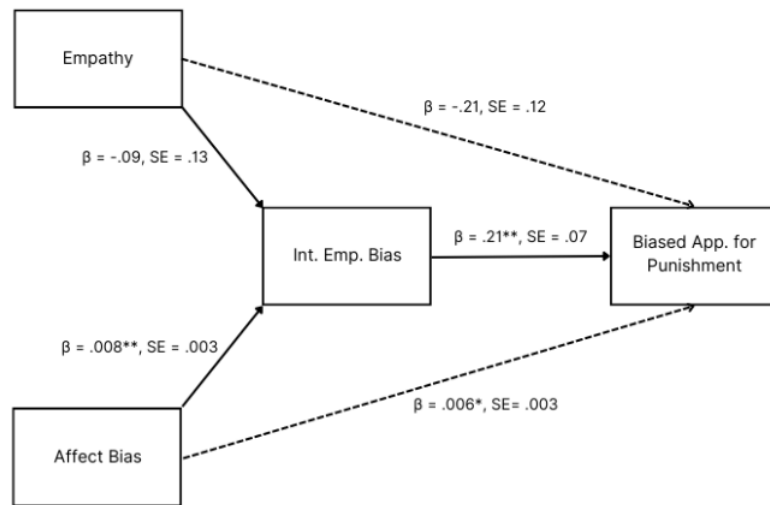 Empathy
β = -.21, SE = .12
β = -.09, SE = .13
β = .21**, SE = .07
Int. Emp. Bias
Biased App. for
Punishment
β = .008**, SE = .003
β = .006*, SE= .003
Affect Bias